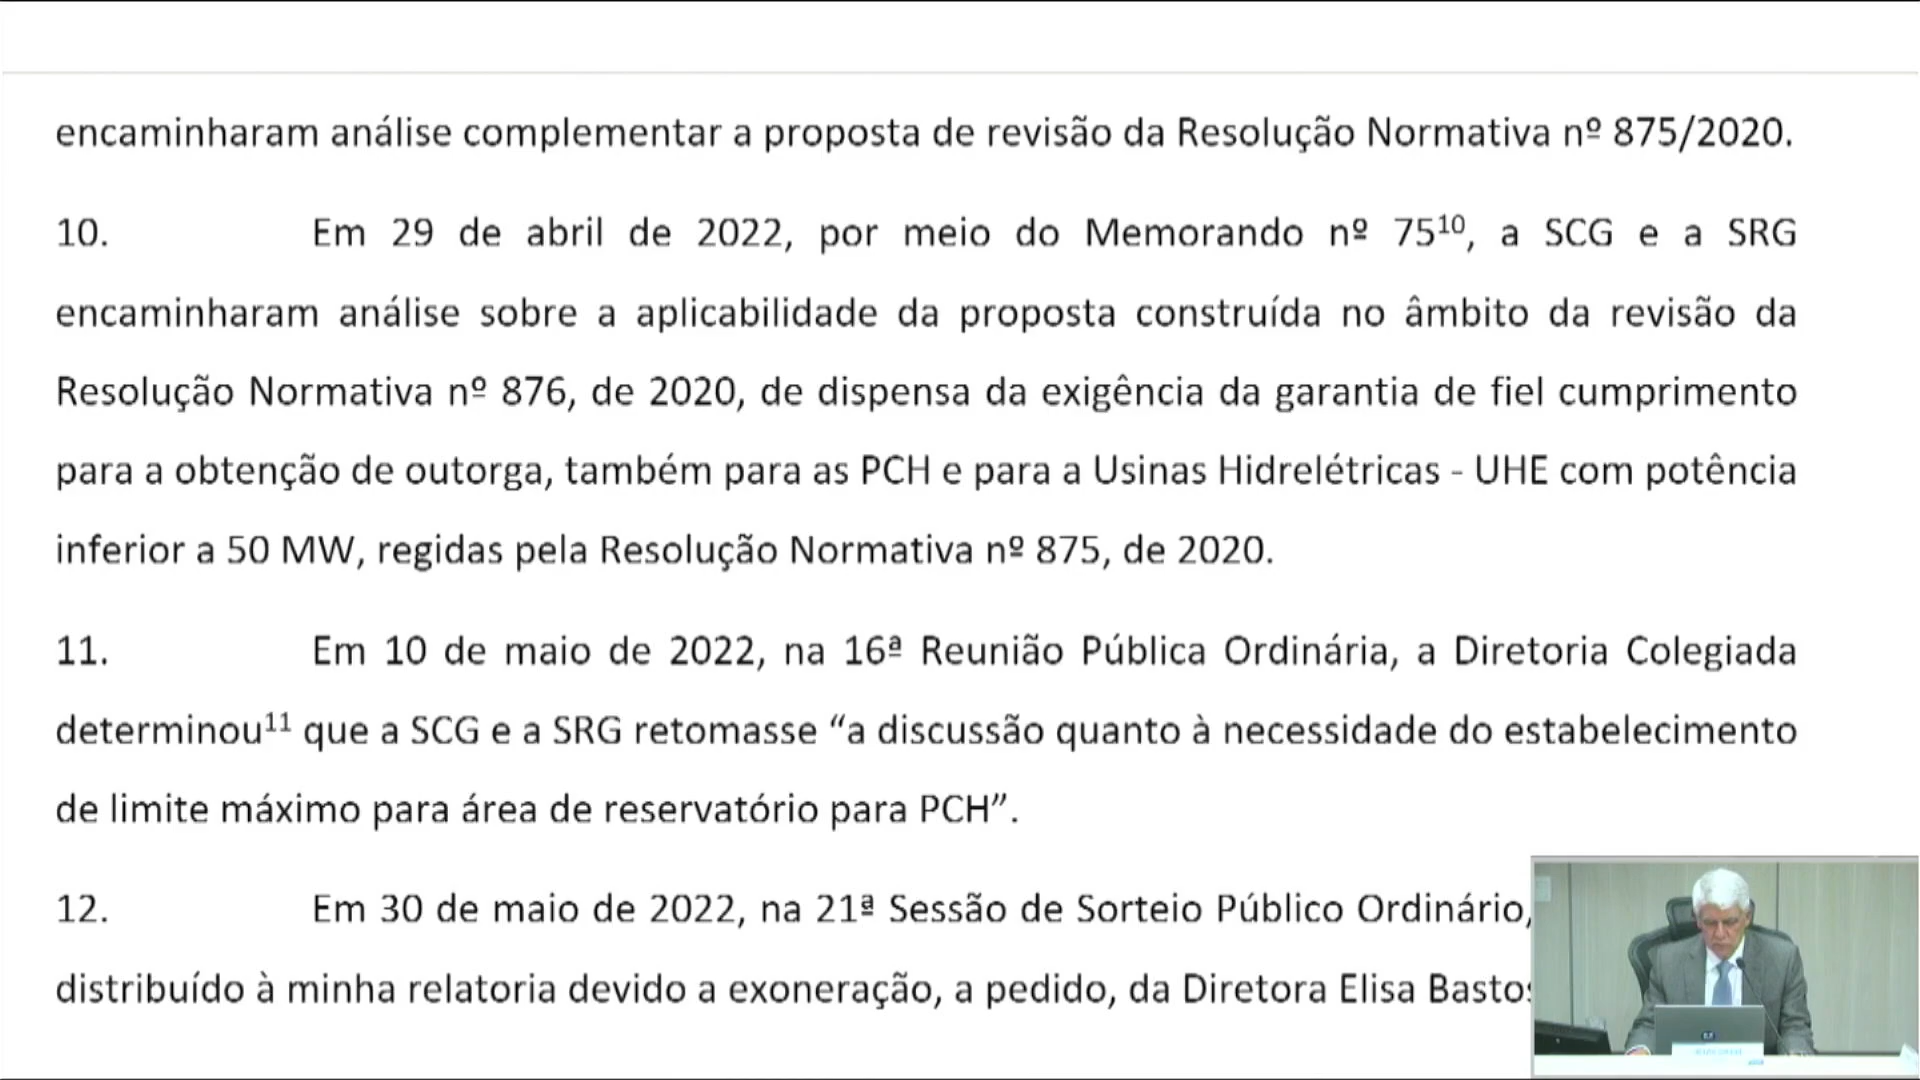 encaminharam análise complementar a proposta de revisão da Resolução Normativa nº 875/2020.
10. Em 29 de abril de 2022, por meio do Memorando nº 75¹⁰, a SCG e a SRG
encaminharam análise sobre a aplicabilidade da proposta construída no âmbito da revisão da
Resolução Normativa nº 876, de 2020, de dispensa da exigência da garantia de fiel cumprimento
para a obtenção de outorga, também para as PCH e para a Usinas Hidrelétricas - UHE com potência
inferior a 50 MW, regidas pela Resolução Normativa nº 875, de 2020.
11. Em 10 de maio de 2022, na 16ª Reunião Pública Ordinária, a Diretoria Colegiada
determinou¹¹ que a SCG e a SRG retomasse “a discussão quanto à necessidade do estabelecimento
de limite máximo para área de reservatório para PCH”.
12. Em 30 de maio de 2022, na 21ª Sessão de Sorteio Público Ordinário,
distribuído à minha relatoria devido a exoneração, a pedido, da Diretora Elisa Bastos